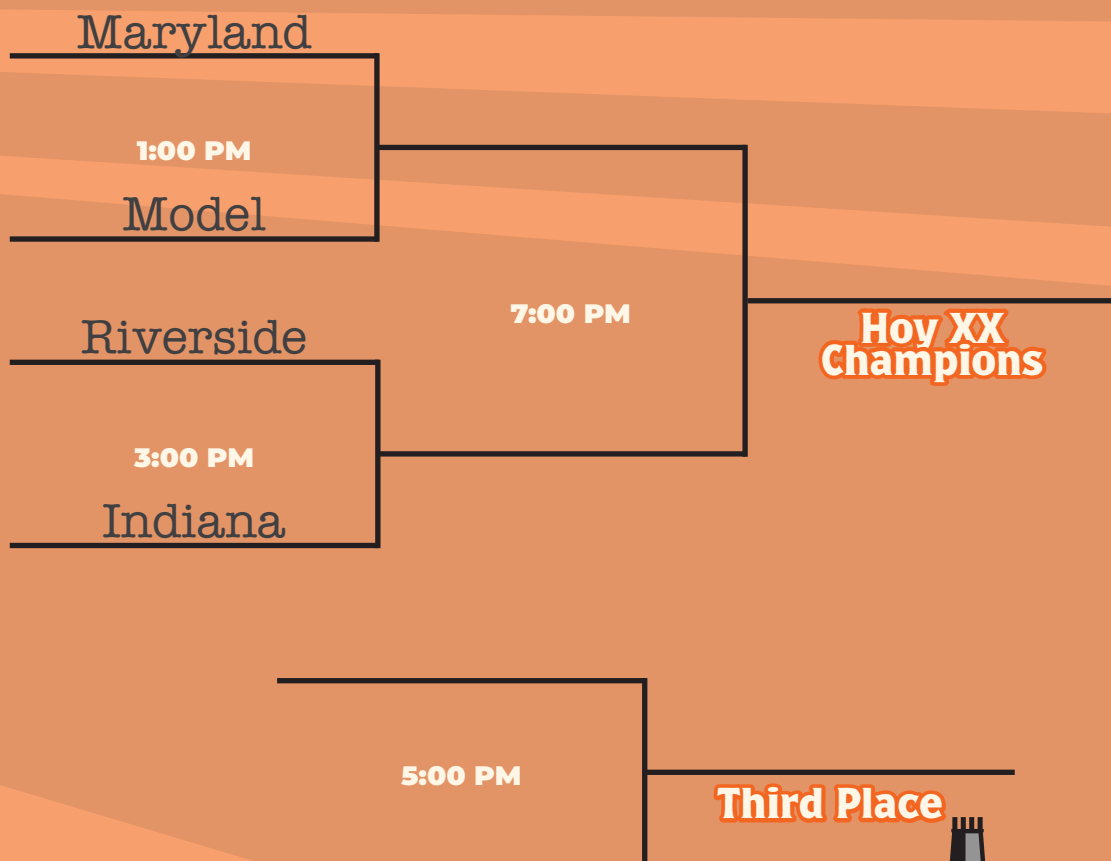 Maryland
1:00 PM
Model
7:00 PM
Hoy XX
Champions
Riverside
3:00 PM
Indiana
5:00 PM
Third Place